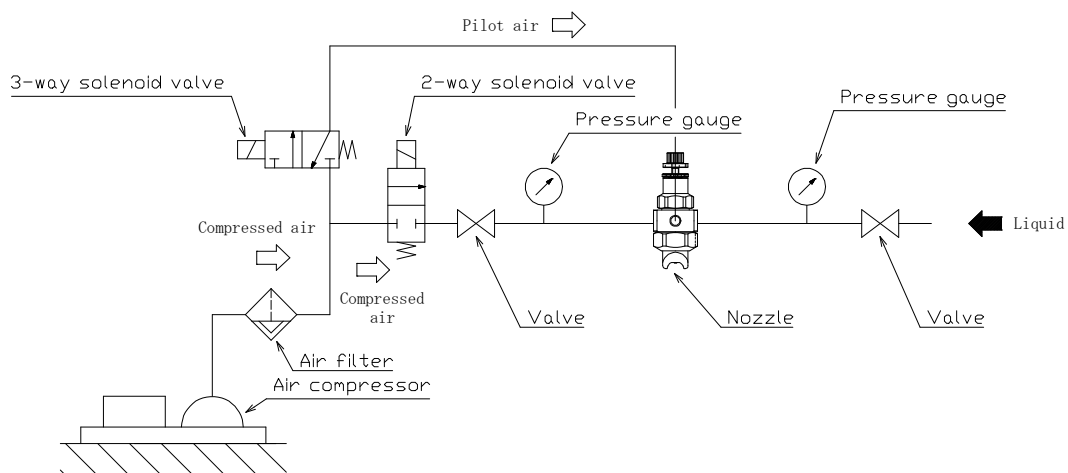 Pilot air
3-way solenoid valve
2-way solenoid valve
Pressure gauge
Pressure gauge
Compressed air
Liquid
Compressed
air
Valve
Nozzle
Valve
Air filter
Air compressor